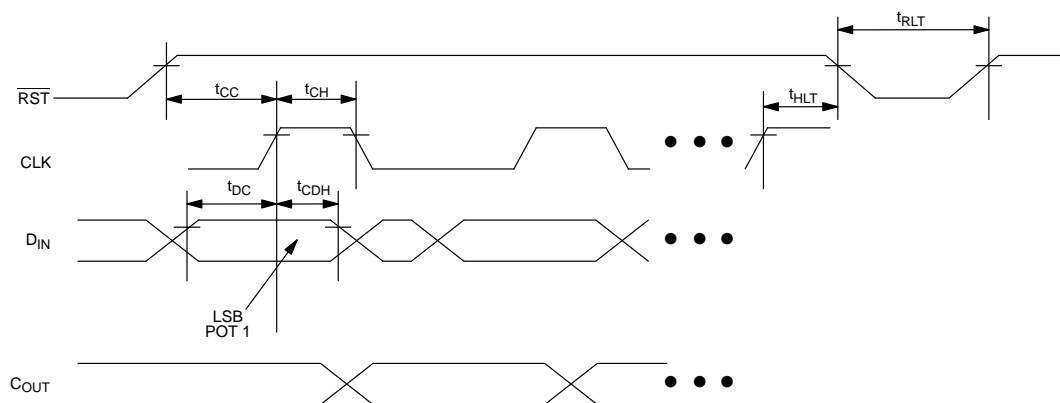 tRLT
RST
tCC
tCH
tHLT
CLK
tDC
tCDH
DIN
LSB
POT 1
COUT